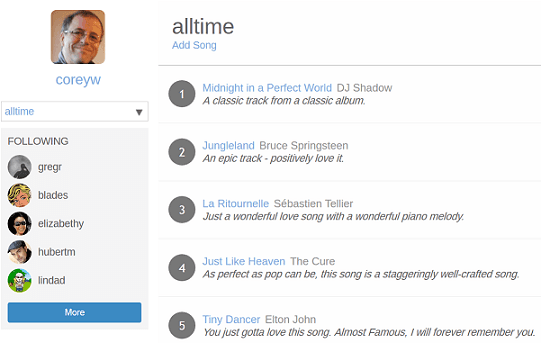 coreyw
alltime
FOLLOWING
gregr
blades
elizabethy
hubertm
lindad
More
alltime
Add Song
1
Midnight in a Perfect World DJ Shadow
A classic track from a classic album.
2
Jungleland Bruce Springsteen
An epic track - positively love it.
3
La Ritournelle Sébastien Tellier
Just a wonderful love song with a wonderful piano melody.
4
Just Like Heaven The Cure
As perfect as pop can be, this song is a staggeringly well-crafted song.
5
Tiny Dancer Elton John
You just gotta love this song. Almost Famous, I will forever remember you.